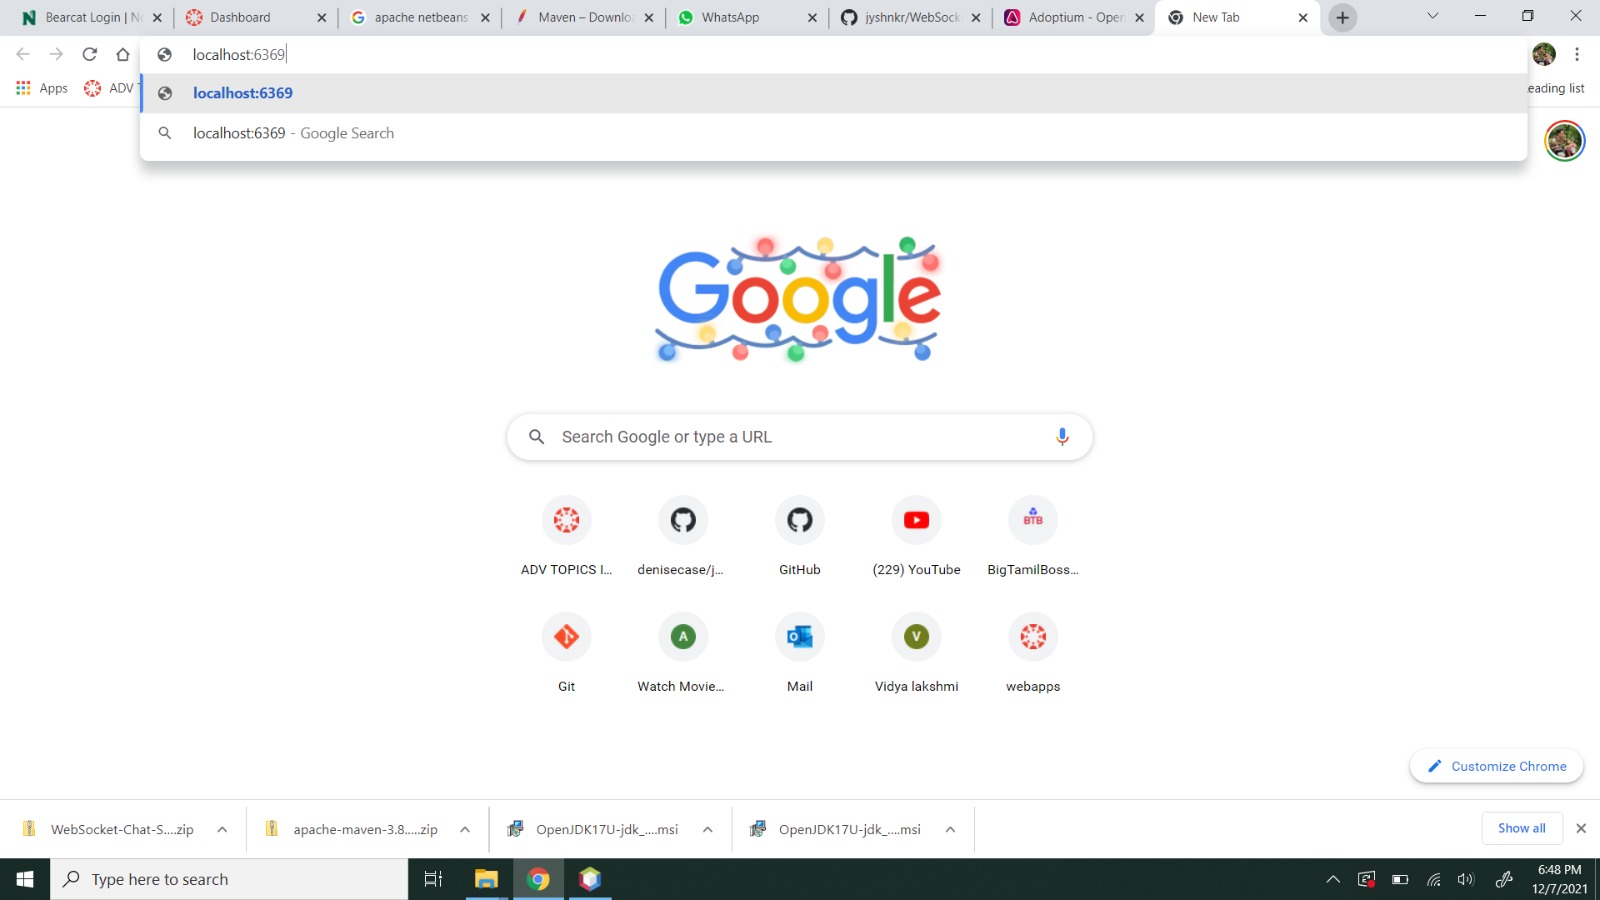 Bearcat Login | No
Dashboard
apache netbeans
Maven – Downlo
WhatsApp
jyshnkr/WebSock
Adoptium - Open
New Tab
localhost:6369
Apps
ADV T
eading list
localhost:6369
localhost:6369 - Google Search
Google
Search Google or type a URL
BTB
ADV TOPICS I...
denisecase/j...
GitHub
(229) YouTube
BigTamilBoss...
A
V
Git
Watch Movie...
Mail
Vidya lakshmi
webapps
Customize Chrome
WebSocket-Chat-S....zip
apache-maven-3.8.....zip
OpenJDK17U-jdk_....msi
OpenJDK17U-jdk_....msi
Show all
Type here to search
6:48 PM
12/7/2021